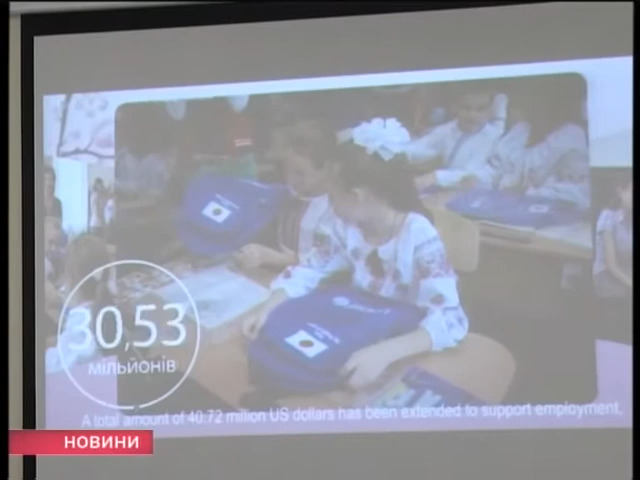 30,53
мільйонів
A total amount of 40.72 million US dollars has been extended to support employment,
НОВИНИ